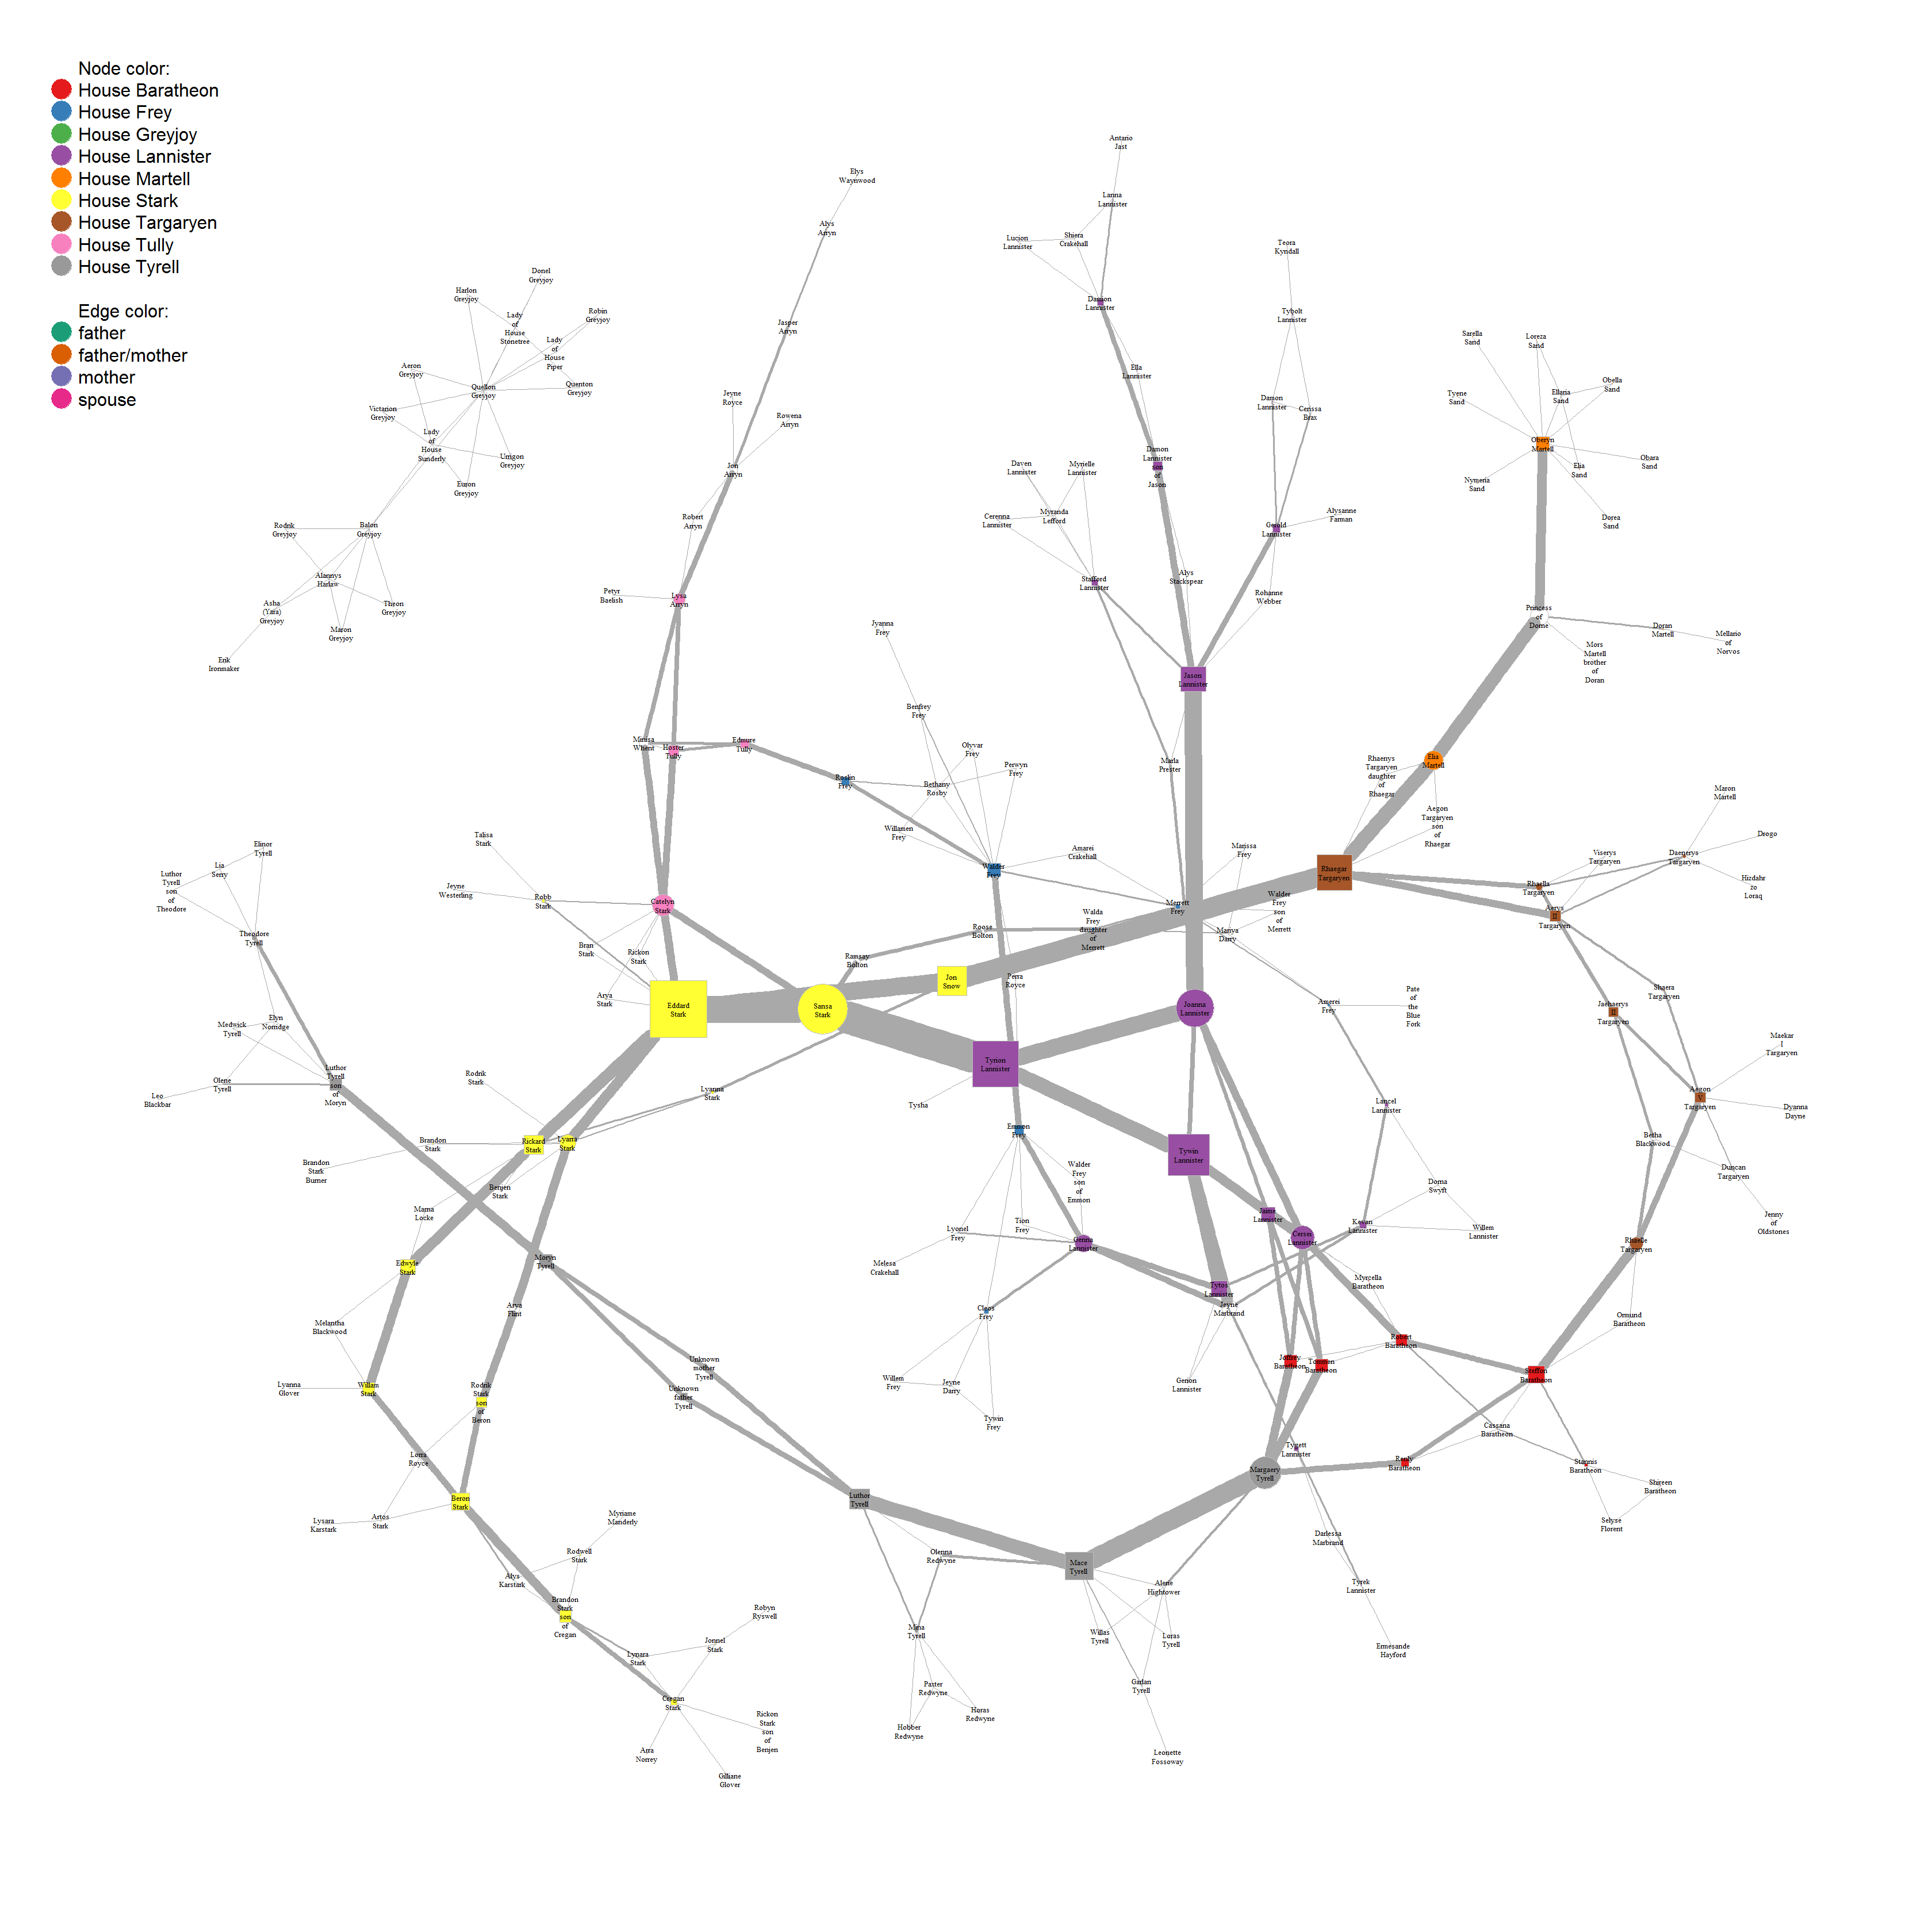 Node color:
House Baratheon
House Frey
House Greyjoy
House Lannister
House Martell
House Stark
House Targaryen
House Tully
House Tyrell
Edge color:
father
father/mother
mother
spouse
Antario
Jast
Elys
Waynwood
Lanna
Lannister
Alys
Arryn
Lucion
Lannister
Shiera
Crakehall
Teora
Kyndall
Donel
Greyjoy
Harlon
Greyjoy
Robin
Greyjoy
Lady
of
House
Stonetree
Damon
Lannister
Tybolt
Lannister
Jasper
Arryn
Sarella
Sand
Loreza
Sand
Lady
of
House
Piper
Aeron
Greyjoy
Quellon
Greyjoy
Quenton
Greyjoy
Ella
Lannister
Obella
Sand
Tyene
Sand
Ellaria
Sand
Jeyne
Royce
Rowena
Arryn
Damon
Lannister
Cerissa
Brax
Victarion
Greyjoy
Lady
of
House
Sunderly
Urrigon
Greyjoy
Euron
Greyjoy
Jon
Arryn
Daven
Lannister
Myrielle
Lannister
Damon
Lannister
son
of
Jason
Oberyn
Martell
Elia
Sand
Obara
Sand
Nymeria
Sand
Dorea
Sand
Rodrik
Greyjoy
Balon
Greyjoy
Robert
Arryn
Cerenna
Lannister
Myranda
Lefford
Gerold
Lannister
Alysanne
Farman
Alannys
Harlaw
Asha
(Yara)
Greyjoy
Theon
Greyjoy
Maron
Greyjoy
Petyr
Baelish
Lysa
Arryn
Stafford
Lannister
Alys
Stackspear
Rohanne
Webber
Princess
of
Dorne
Doran
Martell
Mellario
of
Norvos
Mors
Martell
brother
of
Doran
Erik
Ironmaker
Jyanna
Frey
Jason
Lannister
Minisa
Whent
Hoster
Tully
Edmure
Tully
Benfrey
Frey
Olyvar
Frey
Perwyn
Frey
Marla
Prester
Rhaenys
Targaryen
daughter
of
Rhaegar
Elia
Martell
Roslin
Frey
Bethany
Rosby
Aegon
Targaryen
son
of
Rhaegar
Maron
Martell
Drogo
Talisa
Stark
Willamen
Frey
Walder
Frey
Amarei
Crakehall
Marissa
Frey
Rhaegar
Targaryen
Viserys
Targaryen
Daenerys
Targaryen
Rhaella
Targaryen
Hizdahr
zo
Loraq
Elinor
Tyrell
Lia
Serry
Luthor
Tyrell
son
of
Theodore
Jeyne
Westerling
Robb
Stark
Catelyn
Stark
Merrett
Frey
Walder
Frey
son
of
Merrett
Aerys
II
Targaryen
Theodore
Tyrell
Bran
Stark
Rickon
Stark
Roose
Bolton
Walda
Frey
daughter
of
Merrett
Mariya
Darry
Ramsay
Bolton
Jon
Snow
Perra
Royce
Arya
Stark
Eddard
Stark
Sansa
Stark
Joanna
Lannister
Amerei
Frey
Pate
of
the
Blue
Fork
Shaera
Targaryen
Jaehaerys
II
Targaryen
Medwick
Tyrell
Elyn
Norridge
Tyrion
Lannister
Maekar
I
Targaryen
Luthor
Tyrell
son
of
Moryn
Olene
Tyrell
Leo
Blackbar
Rodrik
Stark
Lyanna
Stark
Tysha
Lancel
Lannister
Aegon
V
Targaryen
Dyanna
Dayne
Brandon
Stark
Rickard
Stark
Lyarra
Stark
Emmon
Frey
Tywin
Lannister
Betha
Blackwood
Duncan
Targaryen
Brandon
Stark
Burner
Benjen
Stark
Walder
Frey
son
of
Emmon
Dorna
Swyft
Marna
Locke
Tion
Frey
Jaime
Lannister
Cersei
Lannister
Kevan
Lannister
Willem
Lannister
Jenny
of
Oldstones
Lyonel
Frey
Genna
Lannister
Rhaelle
Targaryen
Edwyle
Stark
Moryn
Tyrell
Melesa
Crakehall
Tytos
Lannister
Jeyne
Marbrand
Myrcella
Baratheon
Arya
Flint
Cleos
Frey
Ormund
Baratheon
Melantha
Blackwood
Robert
Baratheon
Unknown
mother
Tyrell
Joffrey
Baratheon
Tommen
Baratheon
Steffon
Baratheon
Lyanna
Glover
Willam
Stark
Rodrik
Stark
son
of
Beron
Unknown
father
Tyrell
Willem
Frey
Jeyne
Darry
Gerion
Lannister
Tywin
Frey
Cassana
Baratheon
Lorra
Royce
Tygett
Lannister
Margaery
Tyrell
Renly
Baratheon
Stannis
Baratheon
Shireen
Baratheon
Beron
Stark
Luthor
Tyrell
Lysara
Karstark
Artos
Stark
Myriame
Manderly
Selyse
Florent
Rodwell
Stark
Alys
Karstark
Olenna
Redwyne
Mace
Tyrell
Darlessa
Marbrand
Alerie
Hightower
Tyrek
Lannister
Brandon
Stark
son
of
Cregan
Robyn
Ryswell
Mina
Tyrell
Willas
Tyrell
Loras
Tyrell
Ermesande
Hayford
Lynara
Stark
Jonnel
Stark
Garlan
Tyrell
Cregan
Stark
Paxter
Redwyne
Horas
Redwyne
Hobber
Redwyne
Rickon
Stark
son
of
Benjen
Arra
Norrey
Gilliane
Glover
Leonette
Fossoway